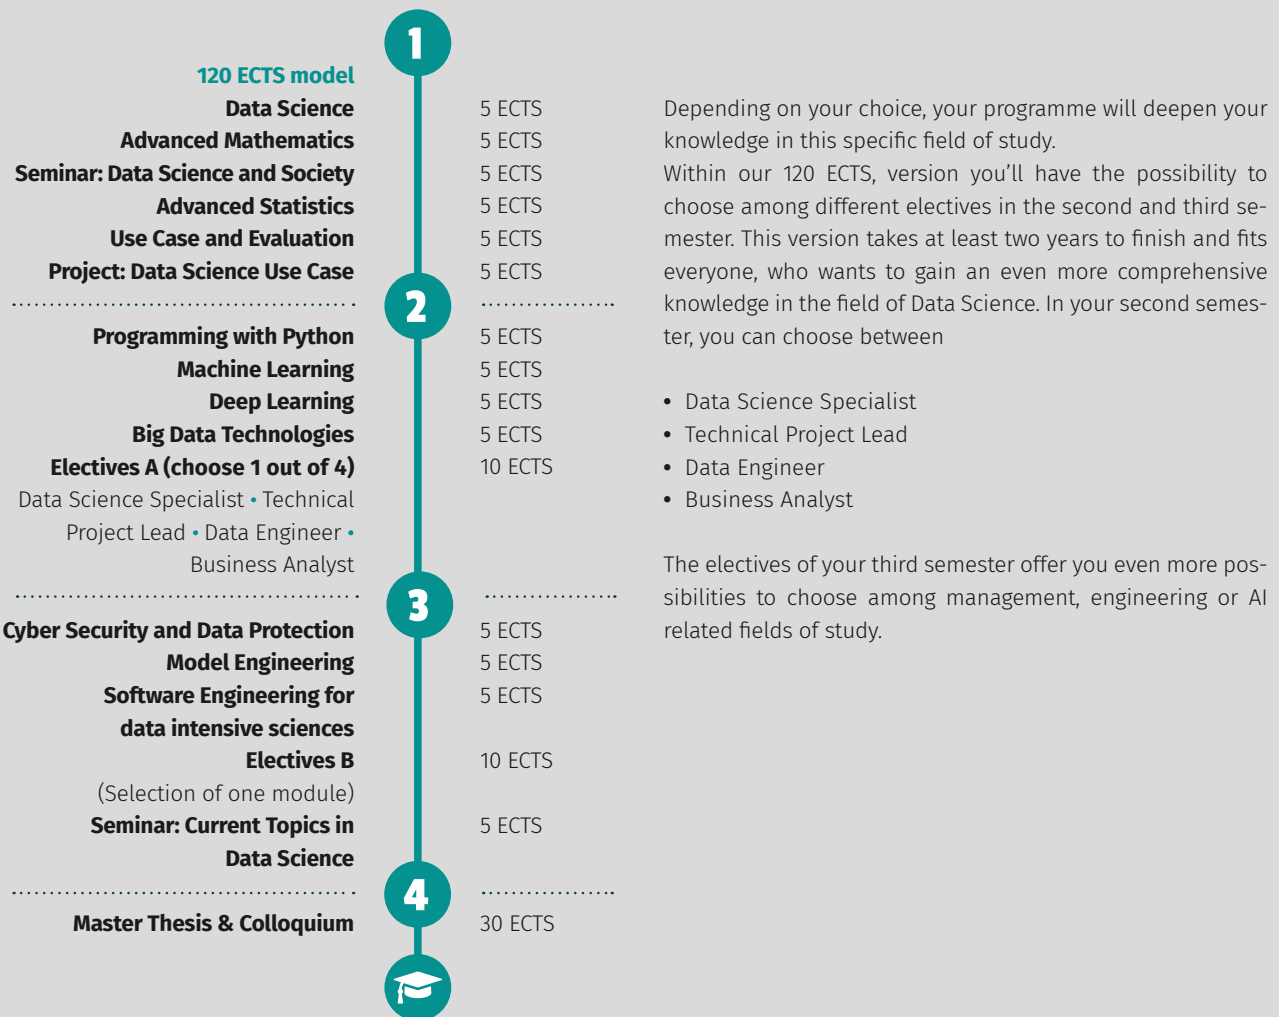 1
120 ECTS model
Data Science 5 ECTS
Advanced Mathematics 5 ECTS
Seminar: Data Science and Society 5 ECTS
Advanced Statistics 5 ECTS
Use Case and Evaluation 5 ECTS
Project: Data Science Use Case 5 ECTS
2
Programming with Python 5 ECTS
Machine Learning 5 ECTS
Deep Learning 5 ECTS
Big Data Technologies 5 ECTS
Electives A (choose 1 out of 4) 10 ECTS
Data Science Specialist • Technical
Project Lead • Data Engineer •
Business Analyst
3
Cyber Security and Data Protection 5 ECTS
Model Engineering 5 ECTS
Software Engineering for 5 ECTS
data intensive sciences
Electives B 10 ECTS
(Selection of one module)
Seminar: Current Topics in 5 ECTS
Data Science
4
Master Thesis & Colloquium 30 ECTS
Depending on your choice, your programme will deepen your
knowledge in this specific field of study.
Within our 120 ECTS, version you’ll have the possibility to
choose among different electives in the second and third se-
mester. This version takes at least two years to finish and fits
everyone, who wants to gain an even more comprehensive
knowledge in the field of Data Science. In your second semes-
ter, you can choose between
• Data Science Specialist
• Technical Project Lead
• Data Engineer
• Business Analyst
The electives of your third semester offer you even more pos-
sibilities to choose among management, engineering or AI
related fields of study.